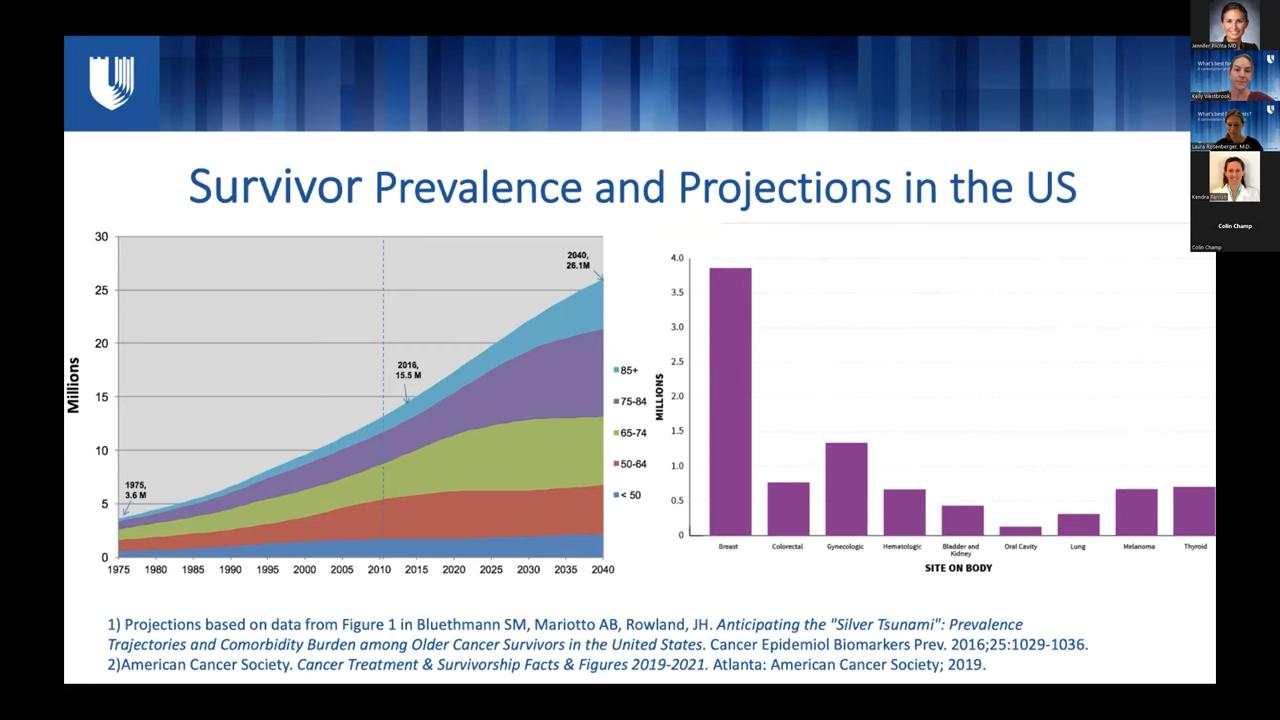 Survivor Prevalence and Projections in the US
30
25
20
15
10
5
0
Millions
1975,
3.6 M
2016,
15.5 M
2040,
26.1M
1975 1980 1985 1990 1995 2000 2005 2010 2015 2020 2025 2030 2035 2040
85+
75-84
65-74
50-64
< 50
4.0
3.5
3.0
2.5
2.0
1.5
1.0
0.5
0
MILLIONS
Breast Colorectal Gynecologic Hematologic Bladder and Kidney Oral Cavity Lung Melanoma Thyroid
SITE ON BODY
1) Projections based on data from Figure 1 in Bluethmann SM, Mariotto AB, Rowland, JH. Anticipating the "Silver Tsunami": Prevalence
Trajectories and Comorbidity Burden among Older Cancer Survivors in the United States. Cancer Epidemiol Biomarkers Prev. 2016;25:1029-1036.
2)American Cancer Society. Cancer Treatment & Survivorship Facts & Figures 2019-2021. Atlanta: American Cancer Society; 2019.
Jennifer Plichta MD
What's best for
Kelly Westbrook
What's best for
Laura Rosenberger, M.D.
Kendra
Colin Champ
Colin Champ